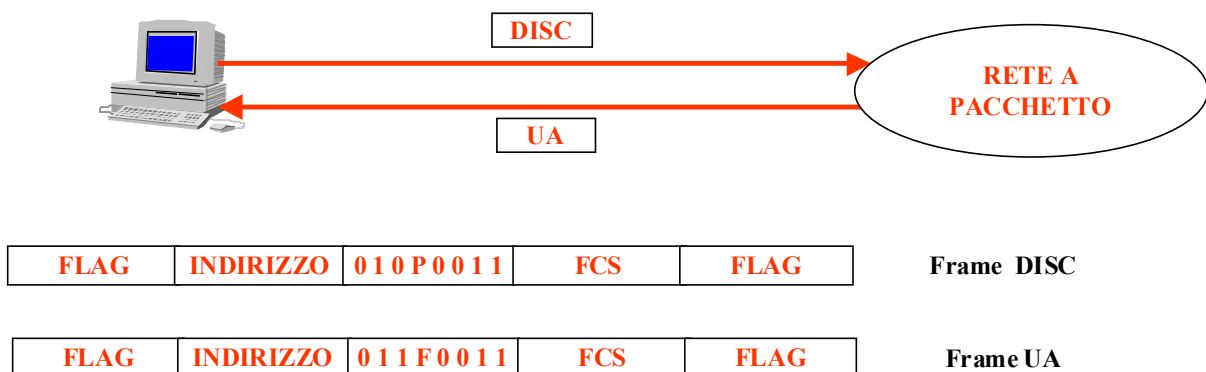 DISC
RETE A
PACCHETTO
UA
FLAG INDIRIZZO 0 1 0 P 0 0 1 1 FCS FLAG Frame DISC
FLAG INDIRIZZO 0 1 1 F 0 0 1 1 FCS FLAG Frame UA